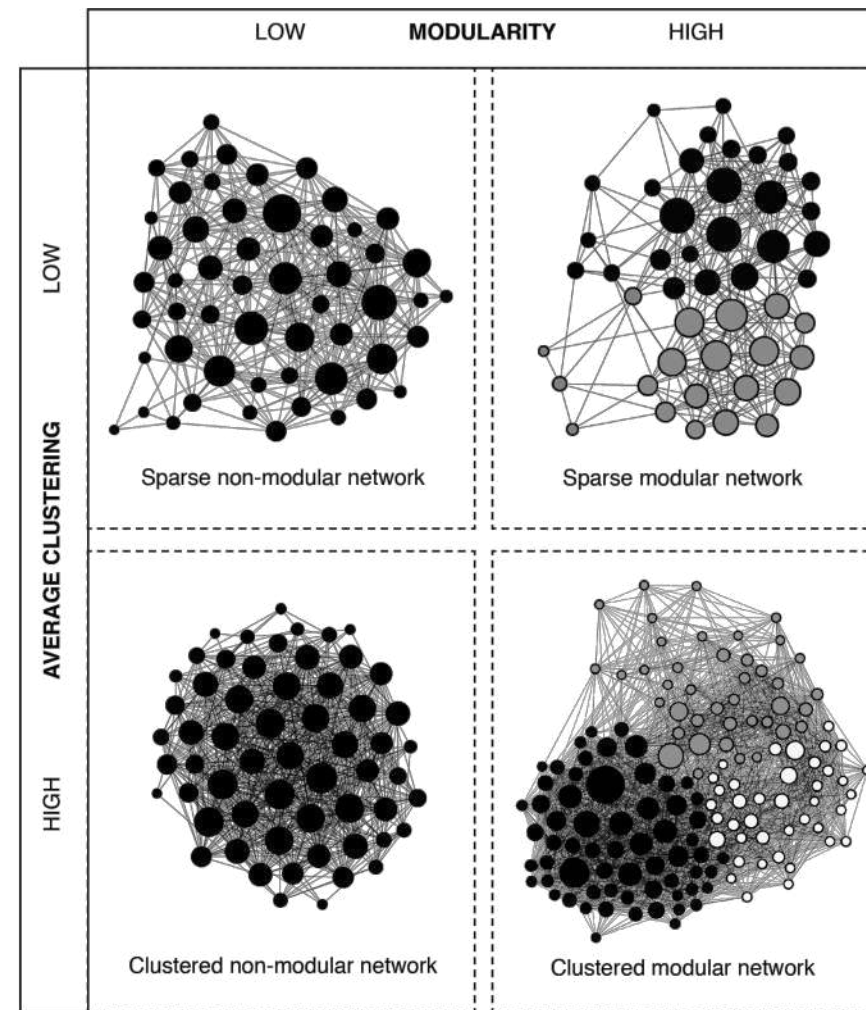 LOW MODULARITY HIGH
AVERAGE CLUSTERING
LOW
Sparse non-modular network
Sparse modular network
HIGH
Clustered non-modular network
Clustered modular network